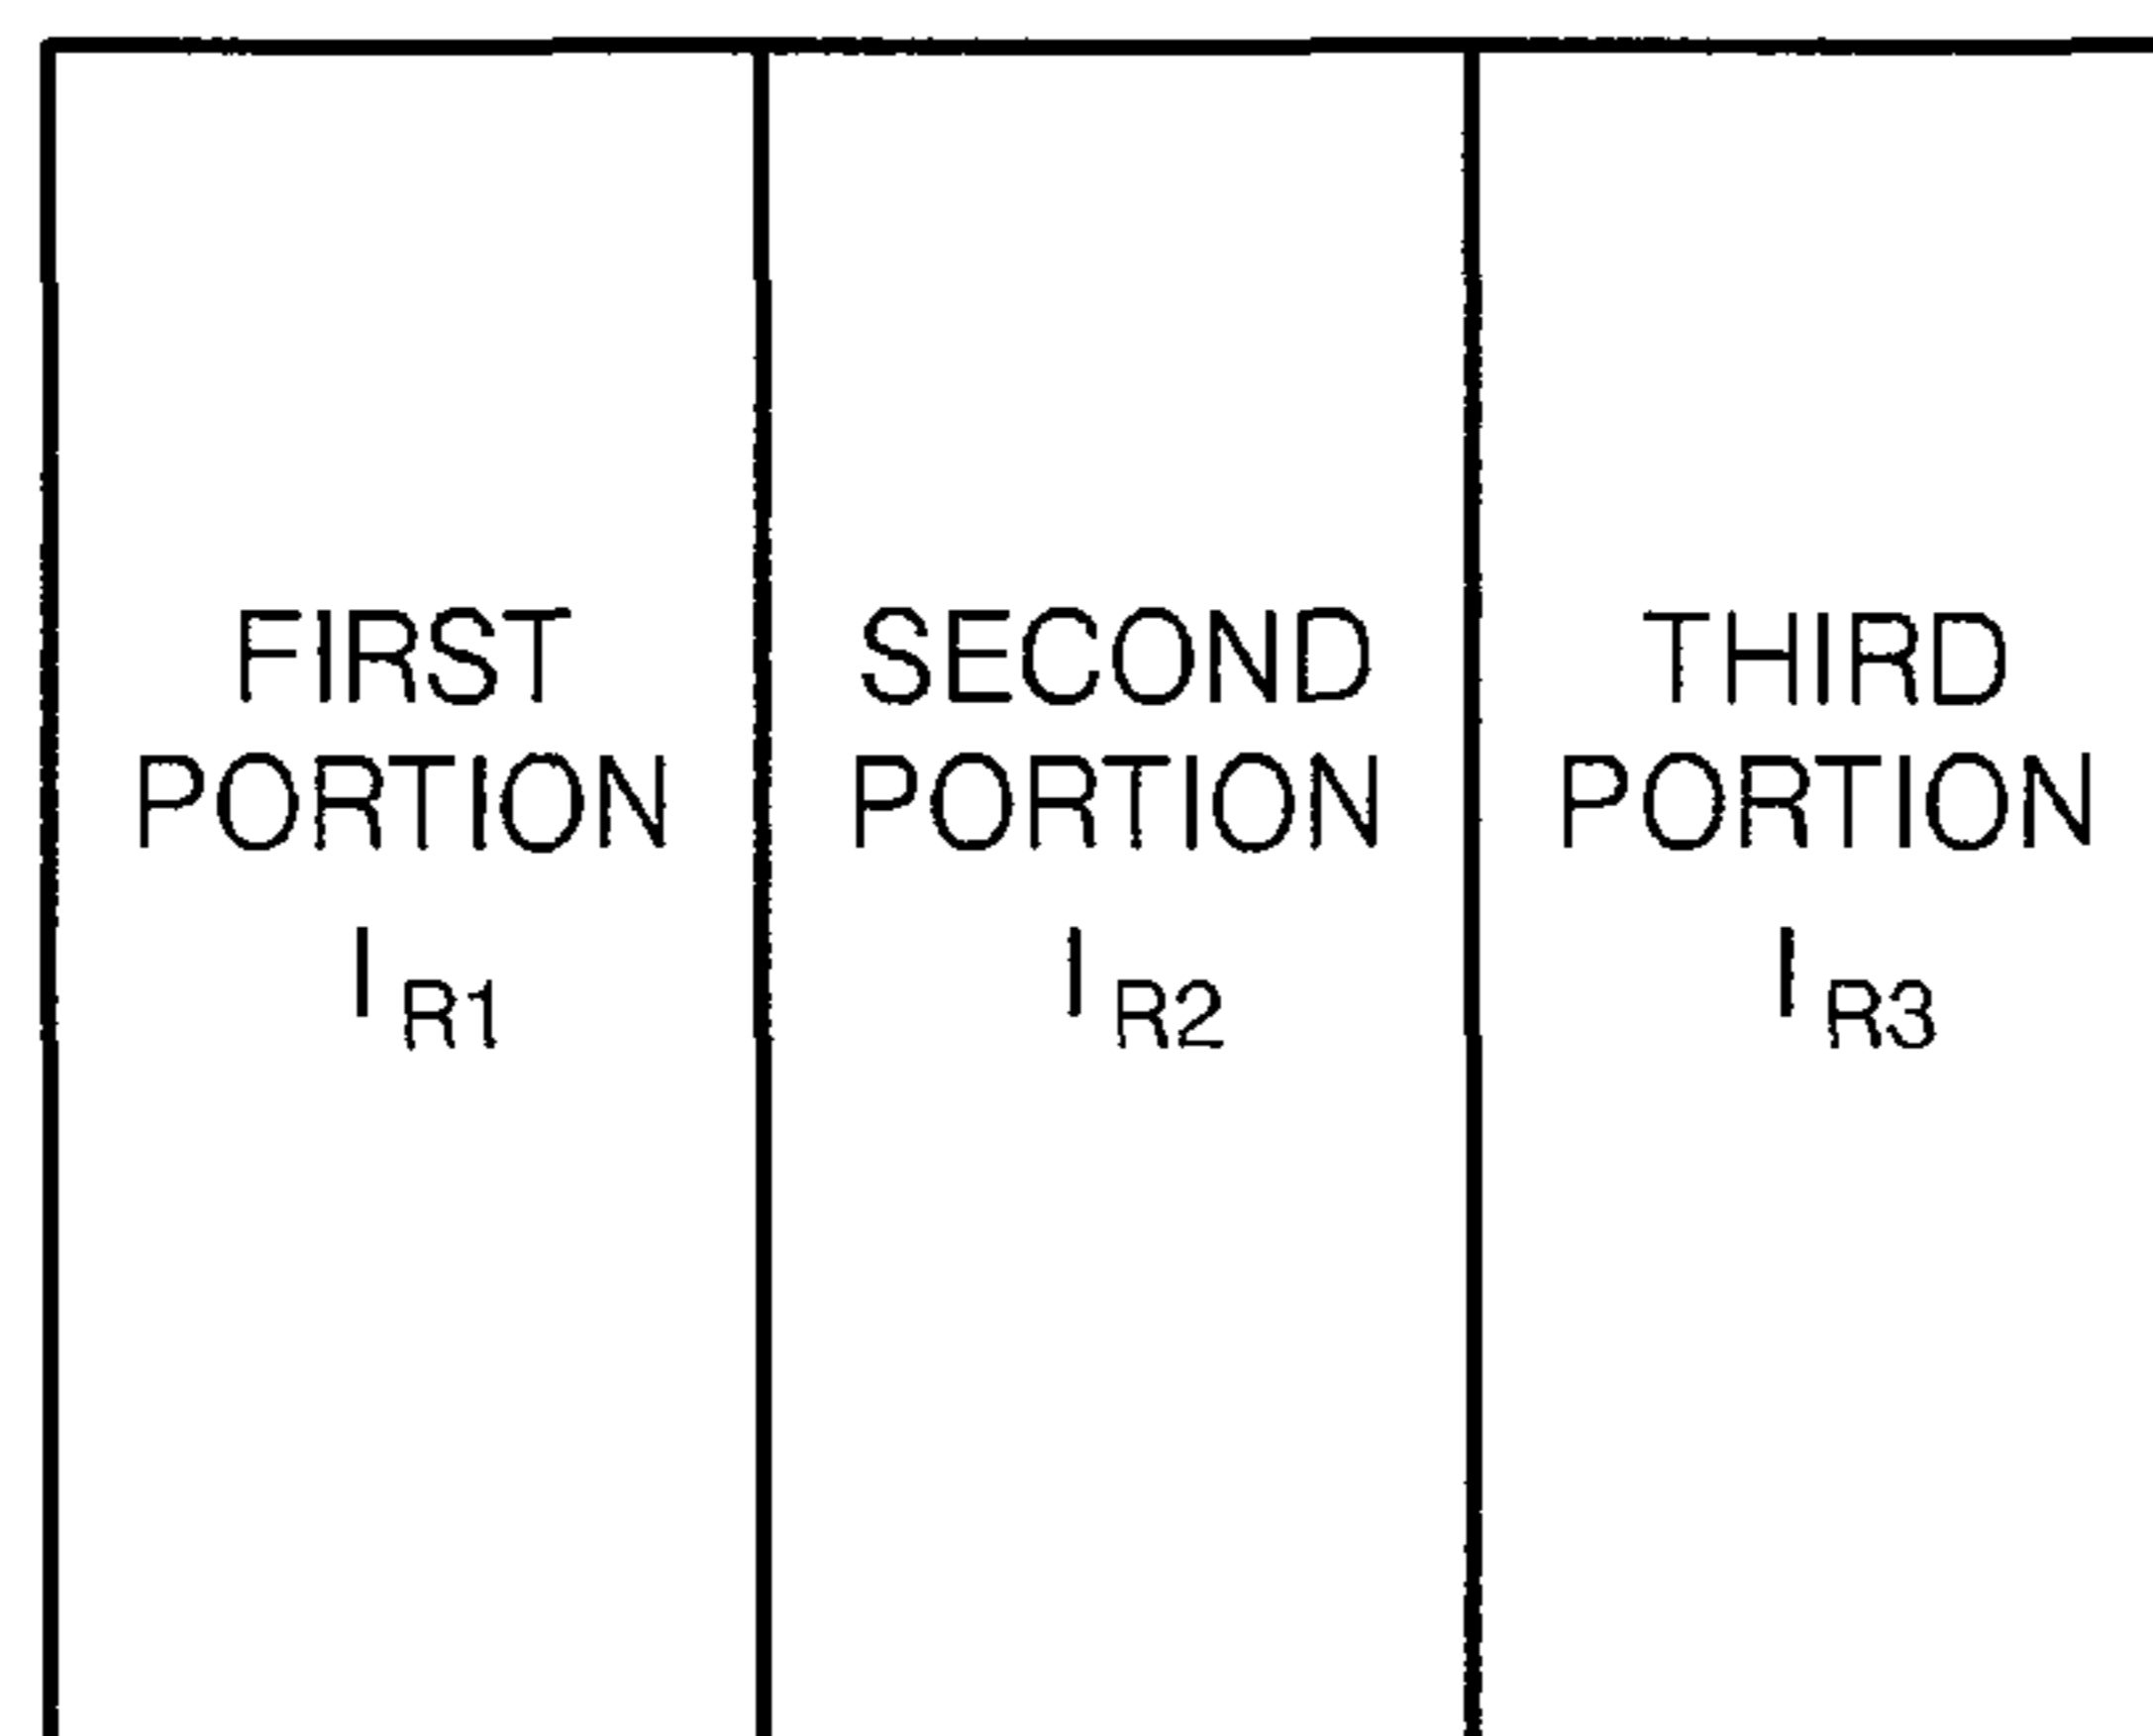 FIRST
PORTION
I R1
SECOND
PORTION
I R2
THIRD
PORTION
I R3